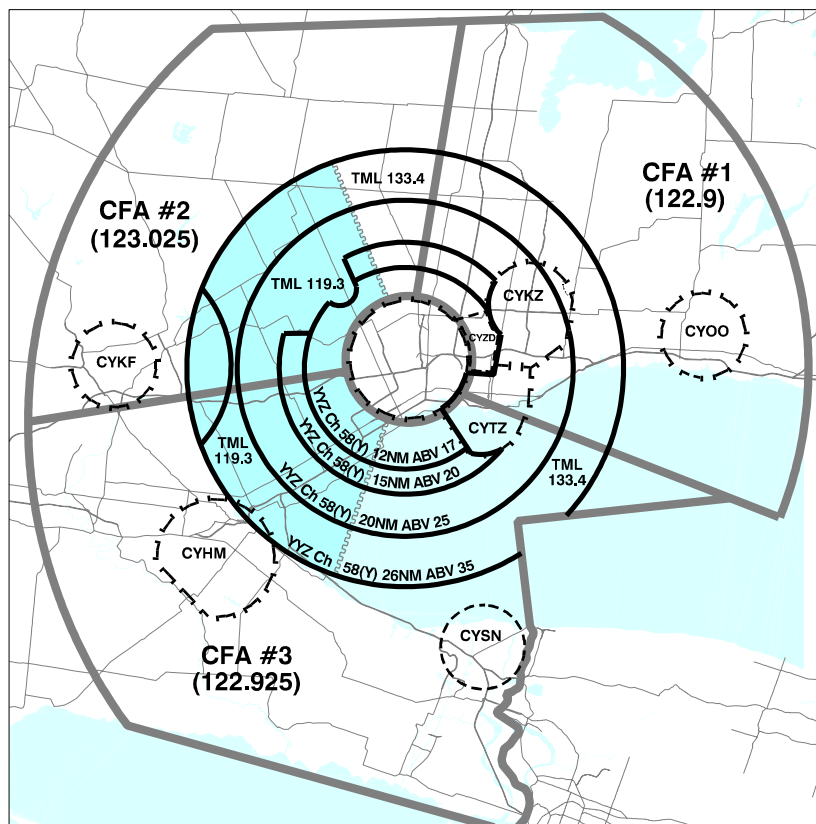 TML 133.4
CFA #1
(122.9)
CFA #2
(123.025)
TML 119.3
CYKZ
CYZD
CYOO
CYKF
YYZ Ch 58(Y) 12NM ABV 17
CYTZ
YYZ Ch 58(Y) 15NM ABV 20
TML
119.3
TML
133.4
YYZ Ch 58(Y) 20NM ABV 25
CYHM
YYZ Ch 58(Y) 26NM ABV 35
CYSN
CFA #3
(122.925)